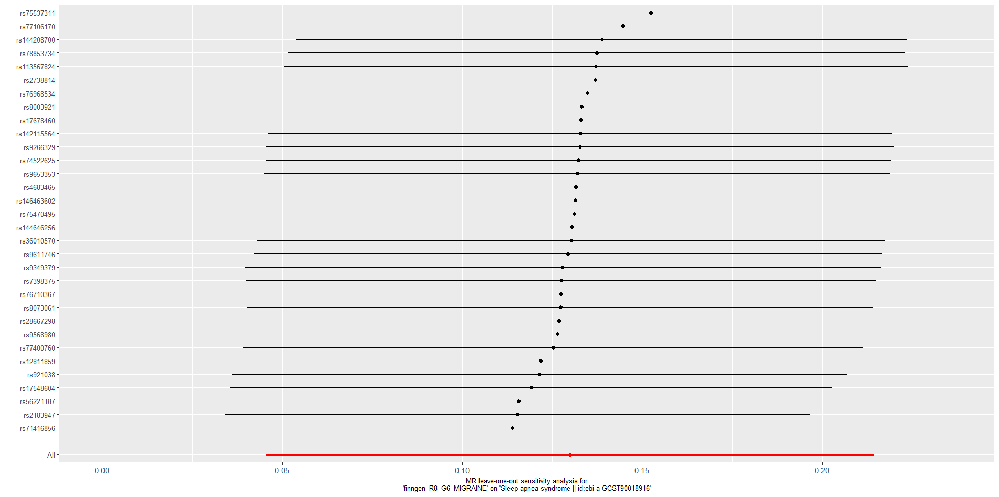 rs75537311
rs77106170
rs144208700
rs78853734
rs113567824
rs2738814
rs76968534
rs8003921
rs17678460
rs142115564
rs9266329
rs74522625
rs9653353
rs4683465
rs146463602
rs75470495
rs144646256
rs36010570
rs9611746
rs9349379
rs7398375
rs76710367
rs8073061
rs28667298
rs9568980
rs77400760
rs12811859
rs921038
rs17548604
rs56221187
rs2183947
rs71416856
All
0.00 0.05 0.10 0.15 0.20
MR leave-one-out sensitivity analysis for
'finngen_R8_G6_MIGRAINE' on 'Sleep apnea syndrome || id:ebi-a-GCST90018916'